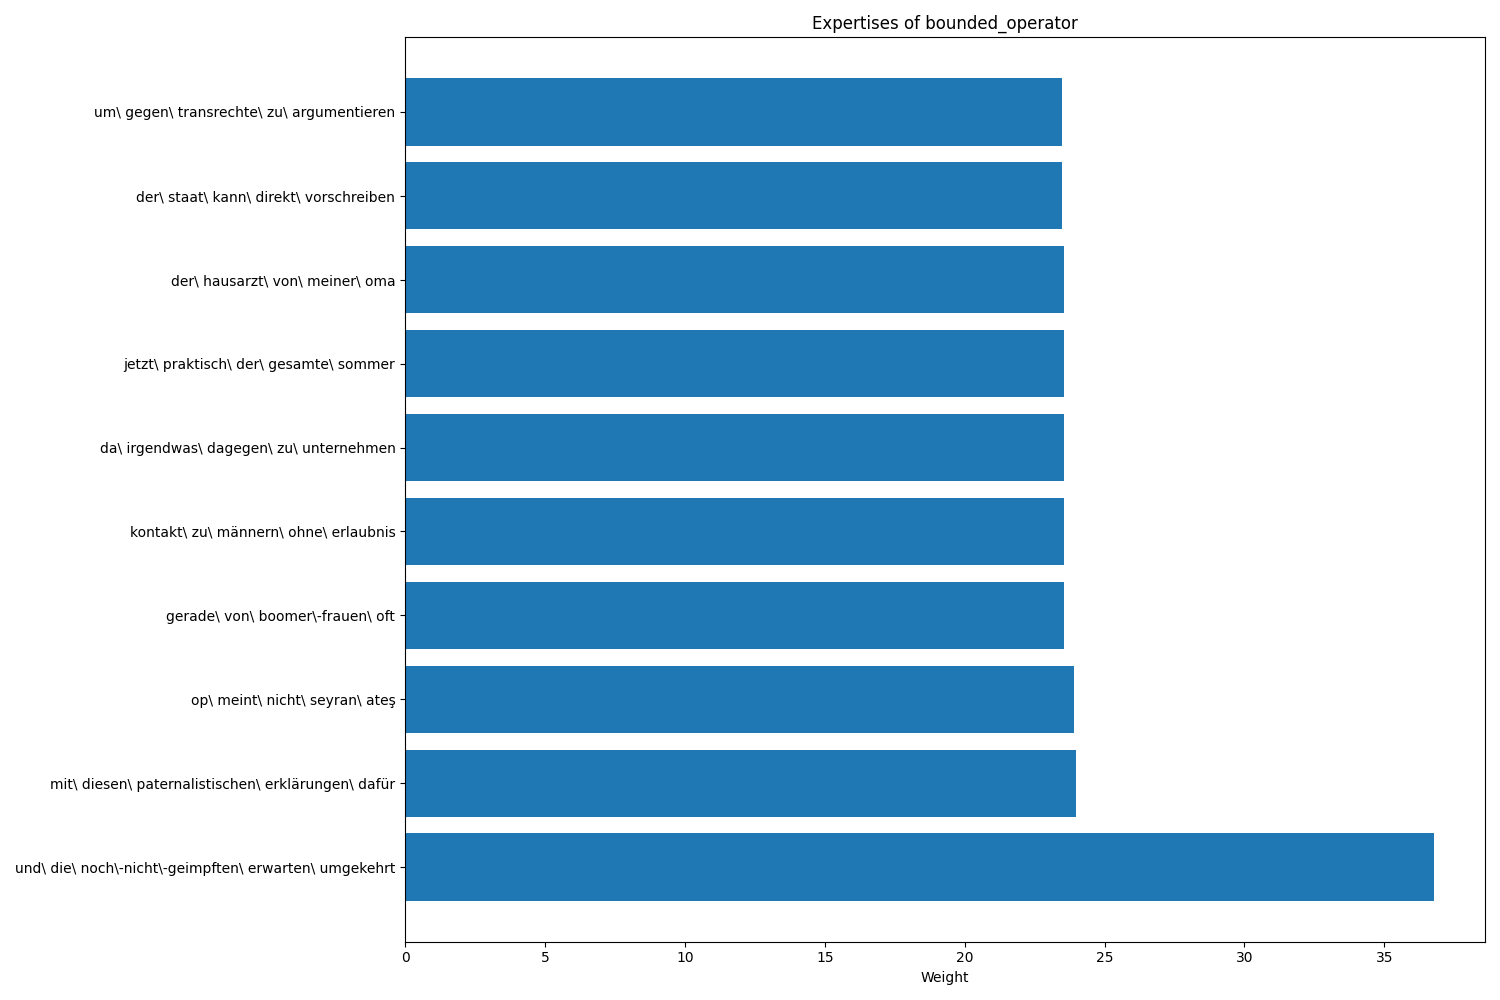 Expertises of bounded_operator
um\ gegen\ transrechte\ zu\ argumentieren
der\ staat\ kann\ direkt\ vorschreiben
der\ hausarzt\ von\ meiner\ oma
jetzt\ praktisch\ der\ gesamte\ sommer
da\ irgendwas\ dagegen\ zu\ unternehmen
kontakt\ zu\ männern\ ohne\ erlaubnis
gerade\ von\ boomer\-frauen\ oft
op\ meint\ nicht\ seyran\ ateş
mit\ diesen\ paternalistischen\ erklärungen\ dafür
und\ die\ noch\-nicht\-geimpften\ erwarten\ umgekehrt
0 5 10 15 20 25 30 35
Weight